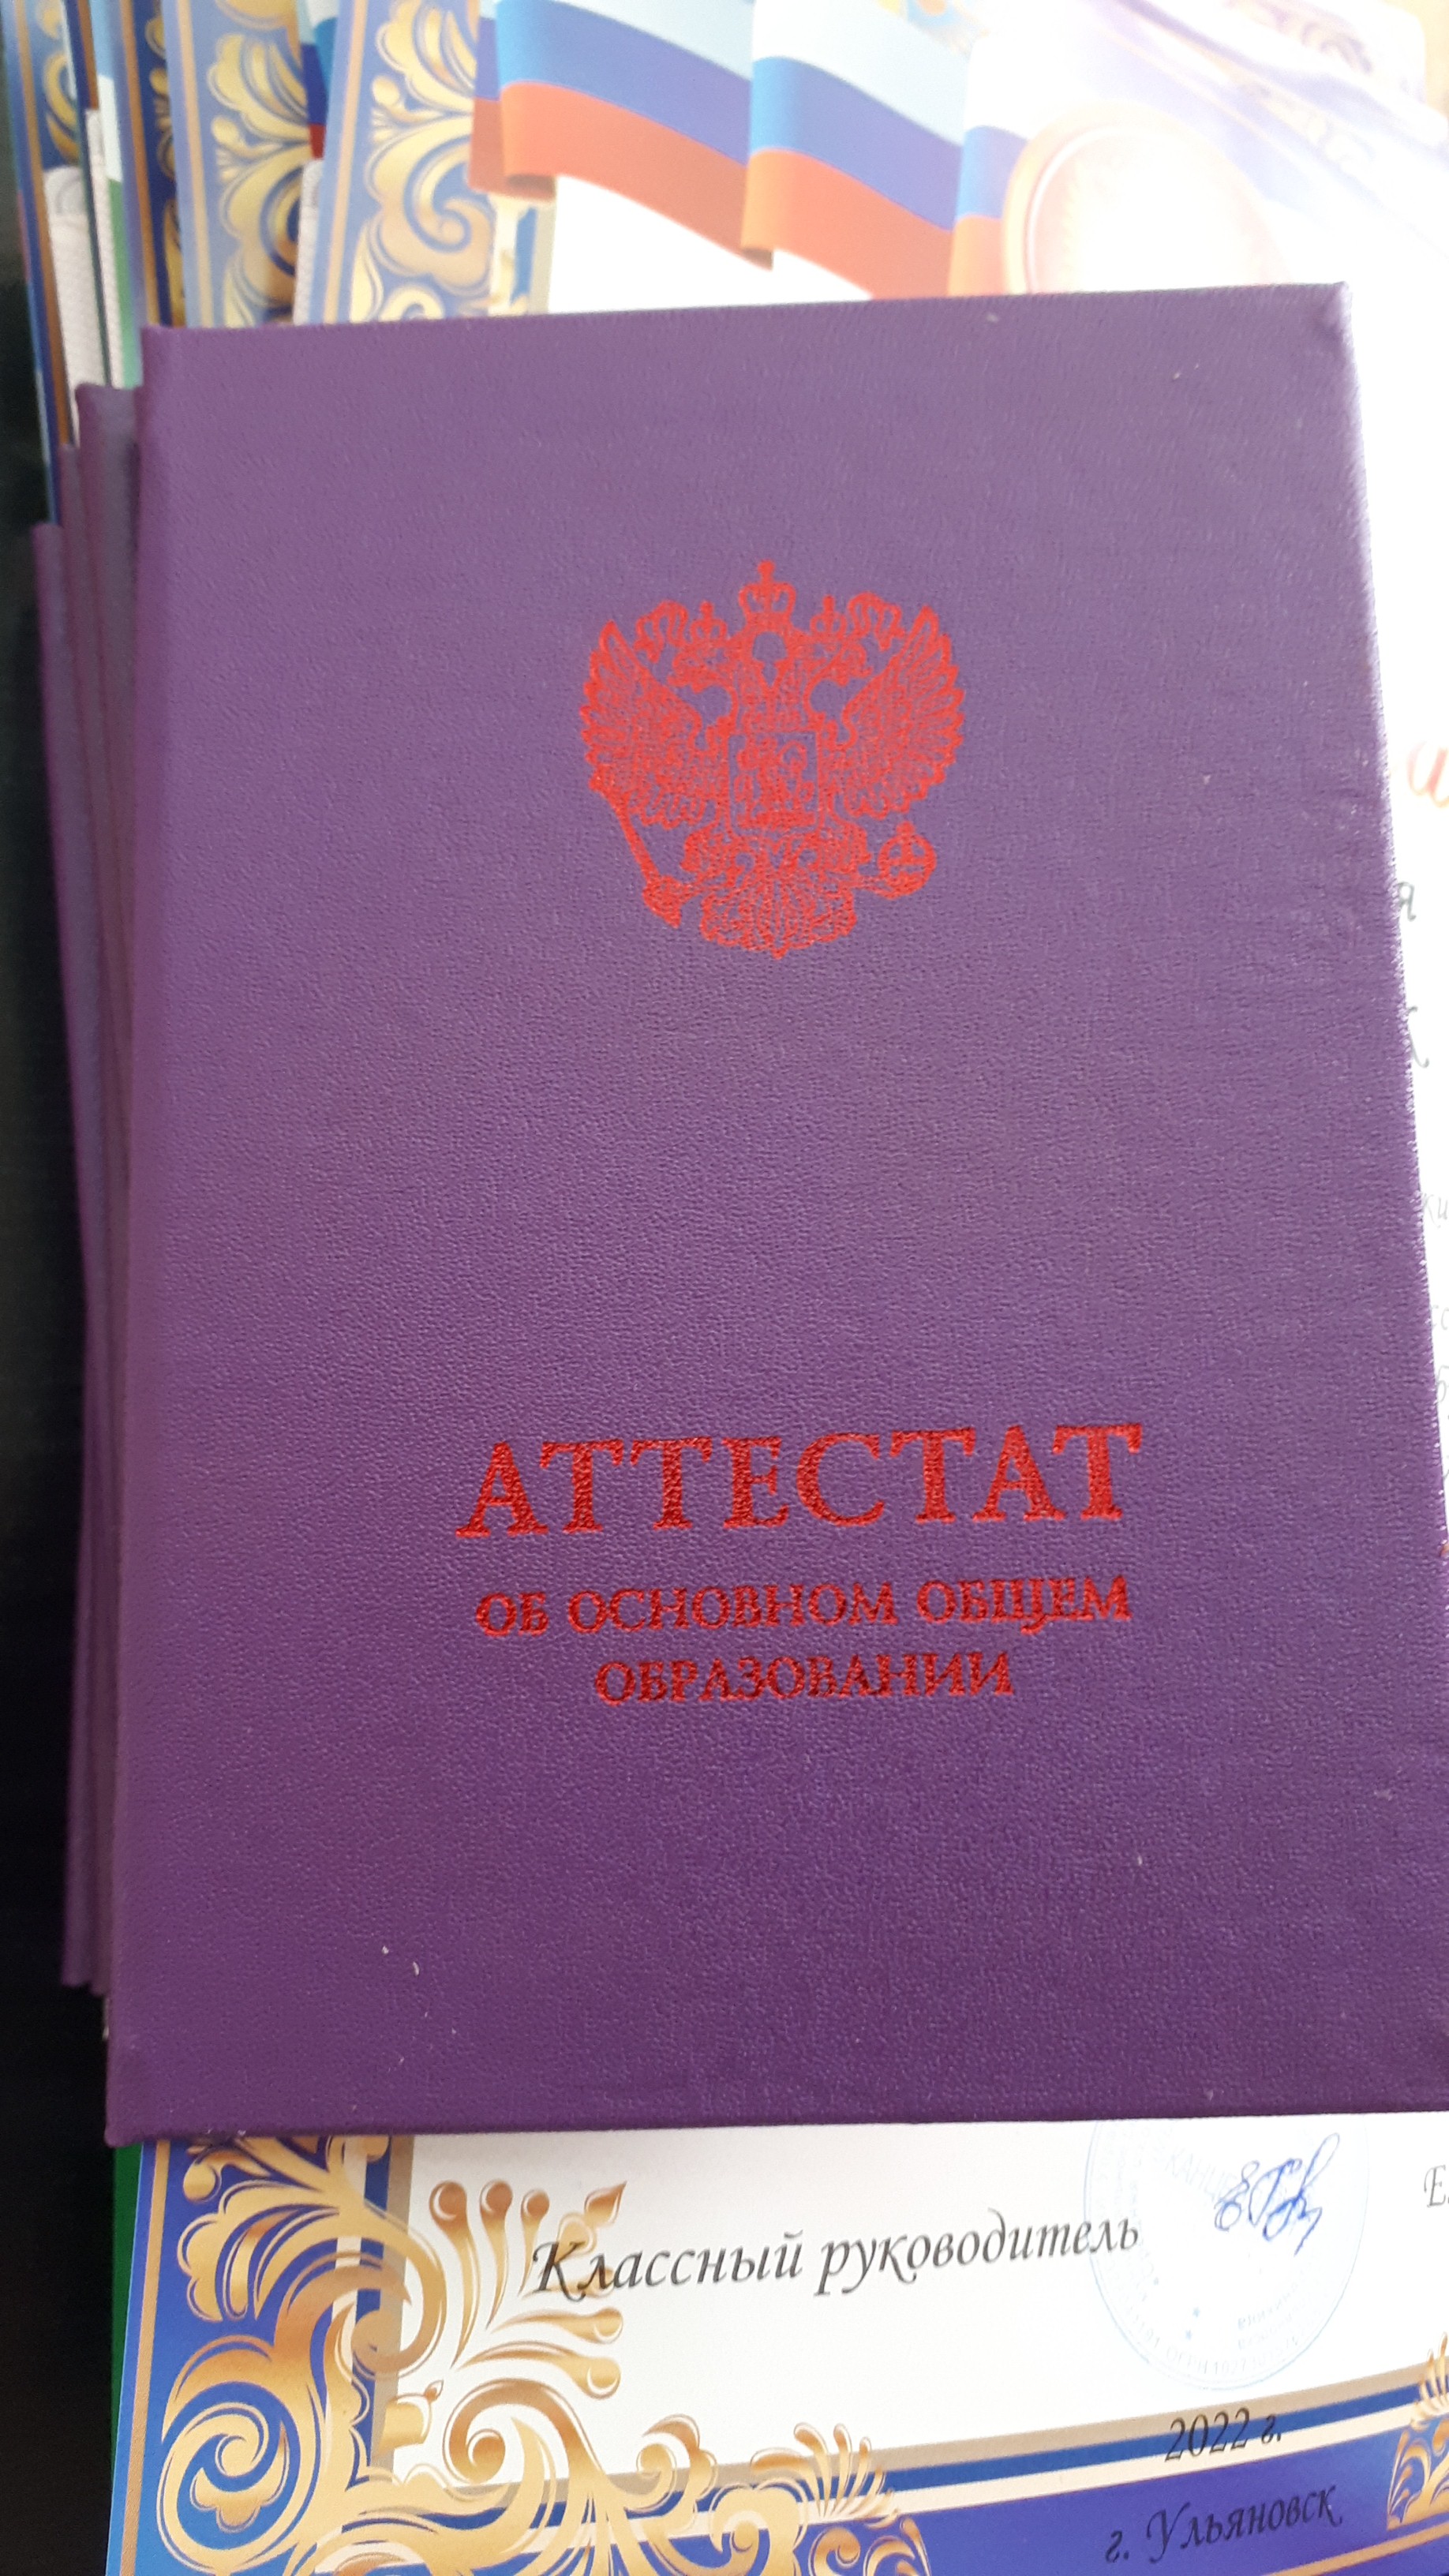 АТТЕСТАТ
ОБ ОСНОВНОМ ОБЩЕМ
ОБРАЗОВАНИИ
Классный руководитель
2022 г.
г. Ульяновск